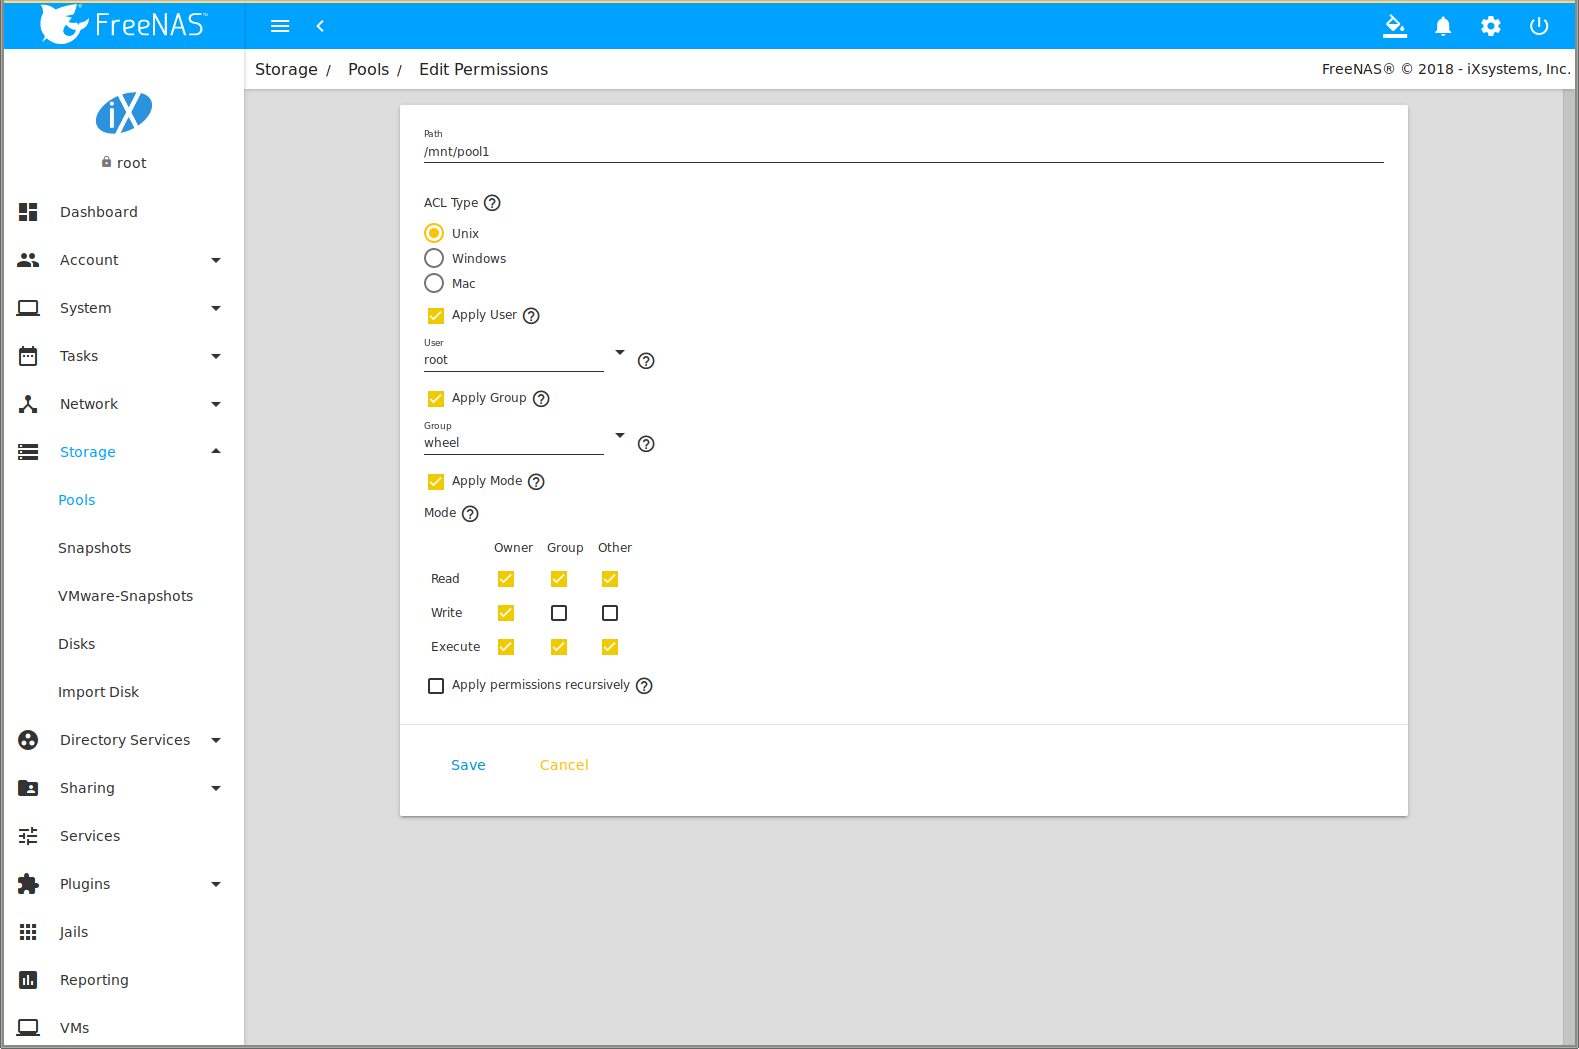 FreeNAS™
Storage / Pools / Edit Permissions
FreeNAS® © 2018 - iXsystems, Inc.
iX
root
Dashboard
Account
System
Tasks
Network
Storage
Pools
Snapshots
VMware-Snapshots
Disks
Import Disk
Directory Services
Sharing
Services
Plugins
Jails
Reporting
VMs
Path
/mnt/pool1
ACL Type
Unix
Windows
Mac
Apply User
User
root
Apply Group
Group
wheel
Apply Mode
Mode
Owner Group Other
Read
Write
Execute
Apply permissions recursively
Save Cancel